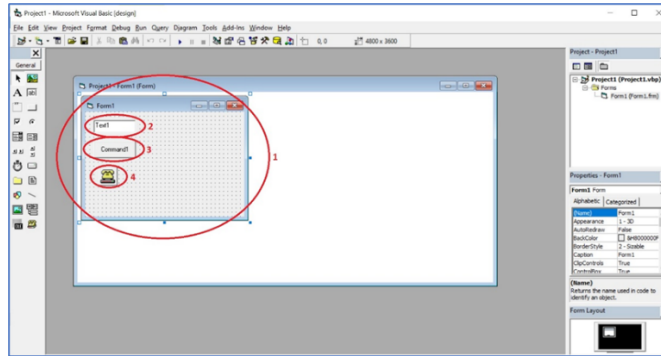 Project1 - Microsoft Visual Basic [design]
File Edit View Project Format Debug Run Query Diagram Tools Add-Ins Window Help
0, 0
4800 x 3600
General
Project1 - Form1 (Form)
Form1
Text1
2
Command1
3
4
1
Project - Project1
Project1 (Project1.vbp)
Forms
Form1 (Form1.frm)
Properties - Form1
Form1 Form
Alphabetic Categorized
(Name) Form1
Appearance 1 - 3D
AutoRedraw False
BackColor &H8000000F
BorderStyle 2 - Sizable
Caption Form1
ClipControls True
ControlBox True
(Name)
Returns the name used in code to
identify an object.
Form Layout